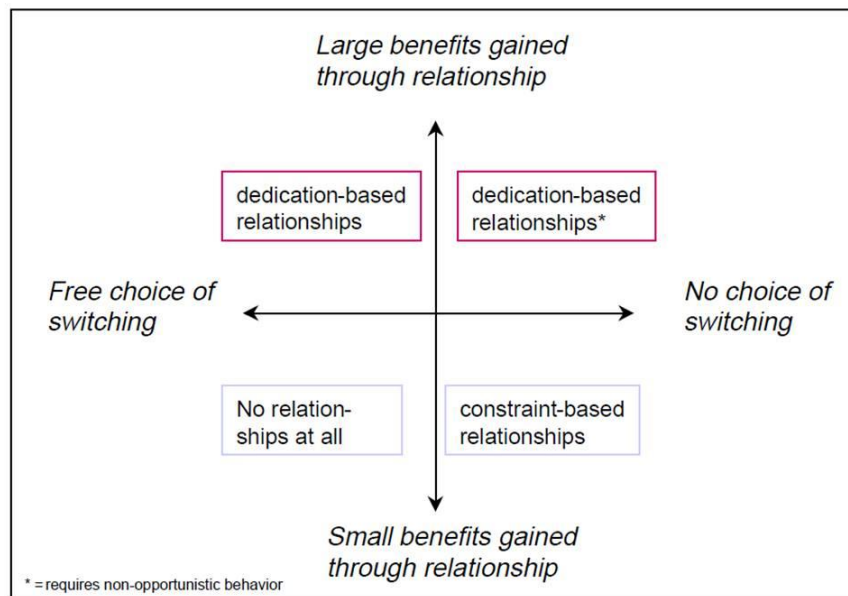 Large benefits gained
through relationship
dedication-based
relationships
dedication-based
relationships*
Free choice of
switching
No choice of
switching
No relation-
ships at all
constraint-based
relationships
Small benefits gained
through relationship
* = requires non-opportunistic behavior